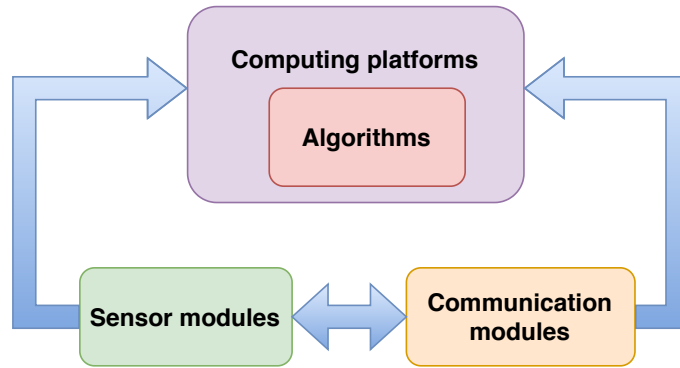 Computing platforms
Algorithms
Sensor modules
Communication
modules